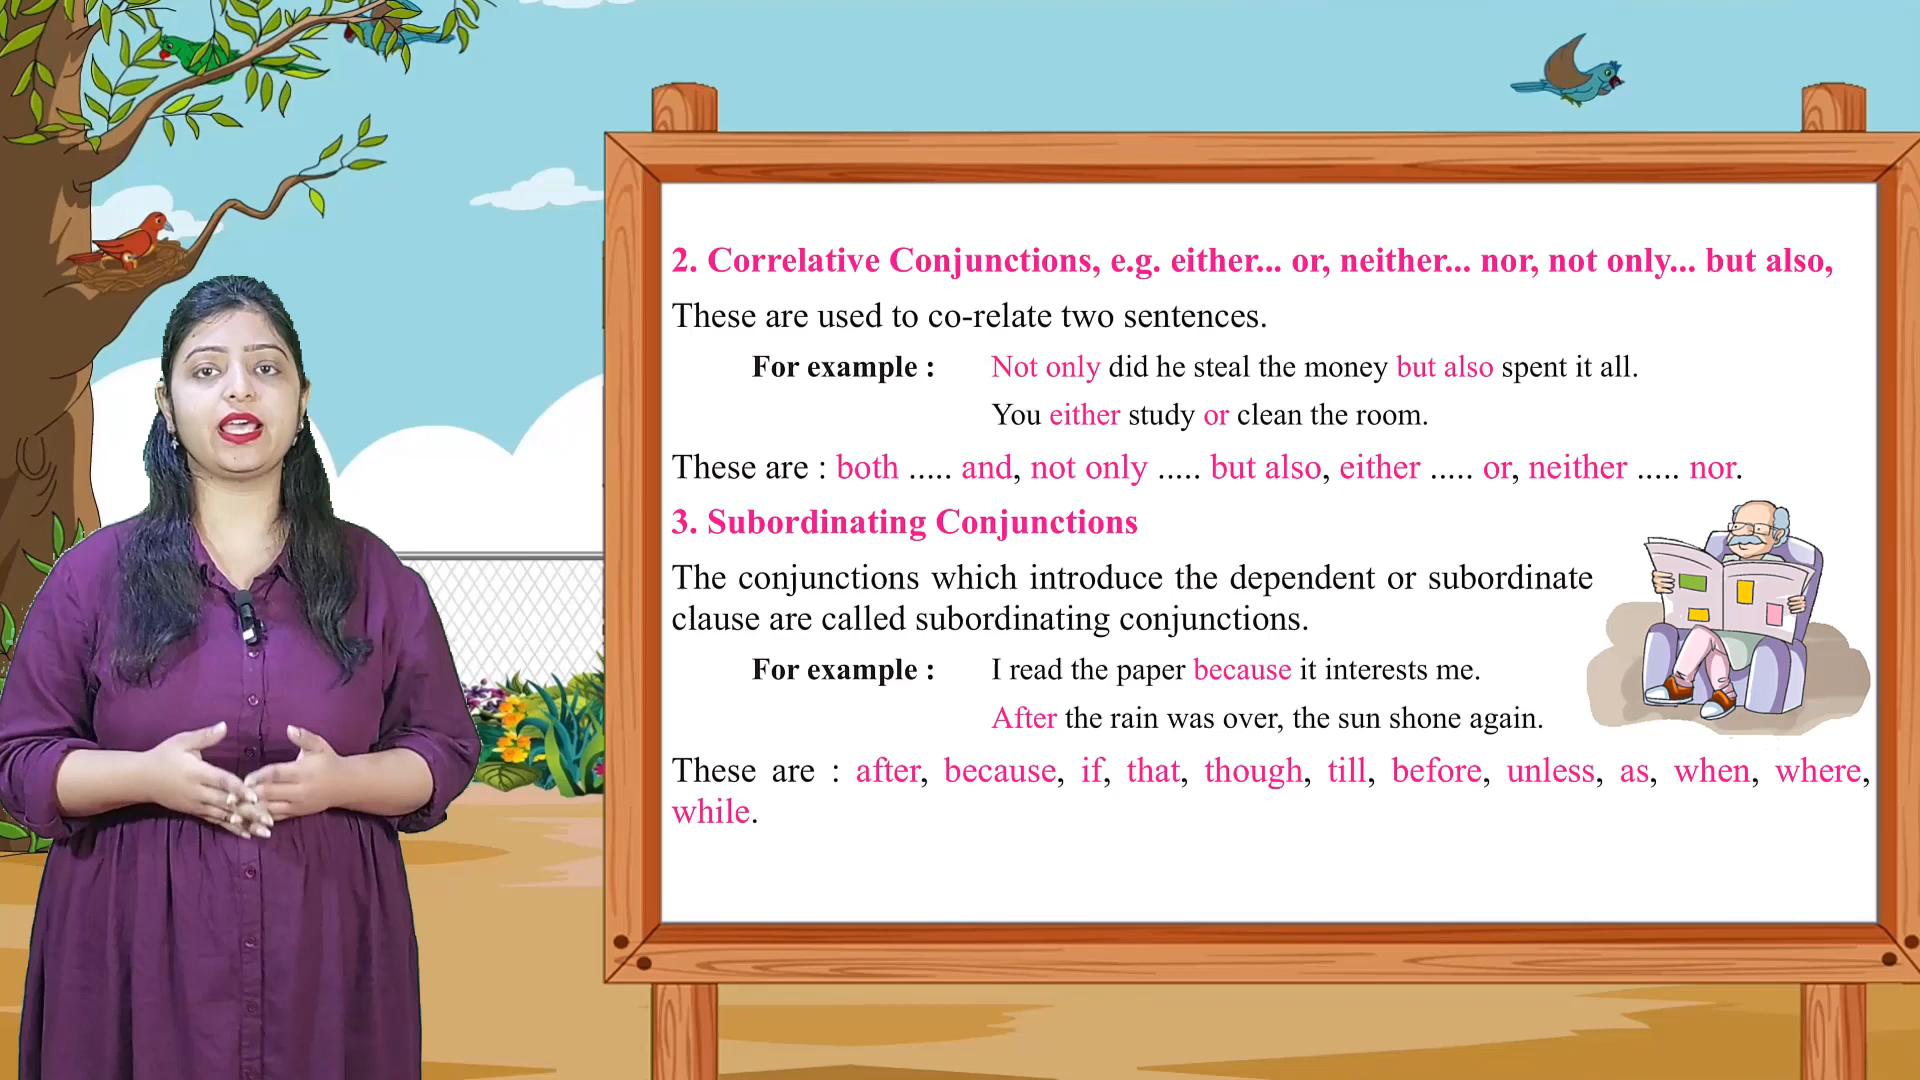 2. Correlative Conjunctions, e.g. either... or, neither... nor, not only... but also,
These are used to co-relate two sentences.
For example : Not only did he steal the money but also spent it all.
You either study or clean the room.
These are : both ..... and, not only ..... but also, either ..... or, neither ..... nor.
3. Subordinating Conjunctions
The conjunctions which introduce the dependent or subordinate
clause are called subordinating conjunctions.
For example : I read the paper because it interests me.
After the rain was over, the sun shone again.
These are : after, because, if, that, though, till, before, unless, as, when, where,
while.